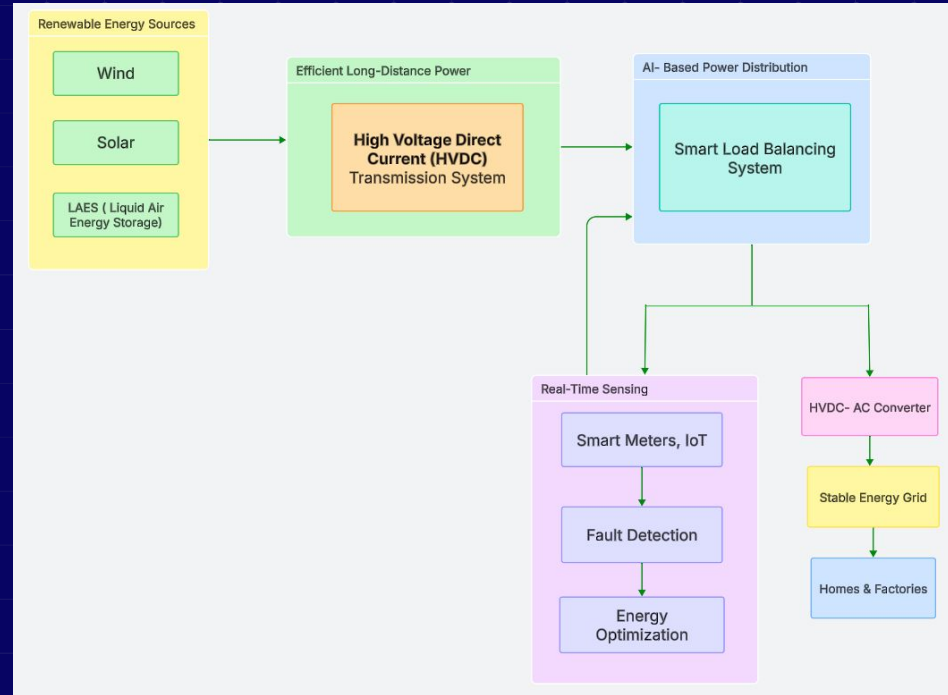 Renewable Energy Sources
Wind
Solar
LAES ( Liquid Air
Energy Storage)
Efficient Long-Distance Power
High Voltage Direct
Current (HVDC)
Transmission System
AI- Based Power Distribution
Smart Load Balancing
System
Real-Time Sensing
Smart Meters, IoT
Fault Detection
Energy
Optimization
HVDC- AC Converter
Stable Energy Grid
Homes & Factories